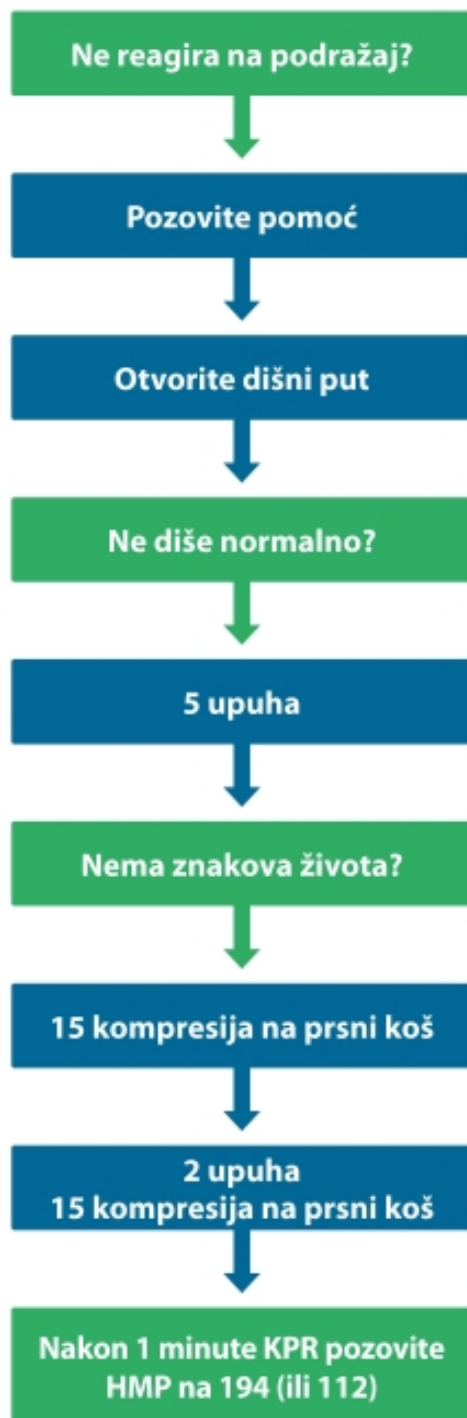 Ne reagira na podražaj?
Pozovite pomoć
Otvorite dišni put
Ne diše normalno?
5 upuha
Nema znakova života?
15 kompresija na prsni koš
2 upuha
15 kompresija na prsni koš
Nakon 1 minute KPR pozovite
HMP na 194 (ili 112)